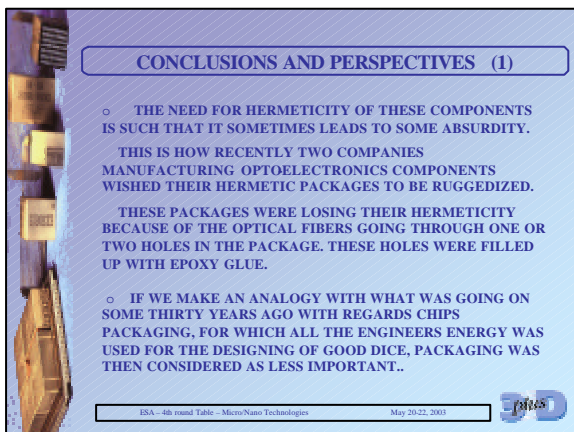 CONCLUSIONS AND PERSPECTIVES (1)
o THE NEED FOR HERMETICITY OF THESE COMPONENTS
IS SUCH THAT IT SOMETIMES LEADS TO SOME ABSURDITY.
THIS IS HOW RECENTLY TWO COMPANIES
MANUFACTURING OPTOELECTRONICS COMPONENTS
WISHED THEIR HERMETIC PACKAGES TO BE RUGGEDIZED.
THESE PACKAGES WERE LOSING THEIR HERMETICITY
BECAUSE OF THE OPTICAL FIBERS GOING THROUGH ONE OR
TWO HOLES IN THE PACKAGE. THESE HOLES WERE FILLED
UP WITH EPOXY GLUE.
o IF WE MAKE AN ANALOGY WITH WHAT WAS GOING ON
SOME THIRTY YEARS AGO WITH REGARDS CHIPS
PACKAGING, FOR WHICH ALL THE ENGINEERS ENERGY WAS
USED FOR THE DESIGNING OF GOOD DICE, PACKAGING WAS
THEN CONSIDERED AS LESS IMPORTANT..
ESA – 4th round Table – Micro/Nano Technologies May 20-22, 2003
3D plus